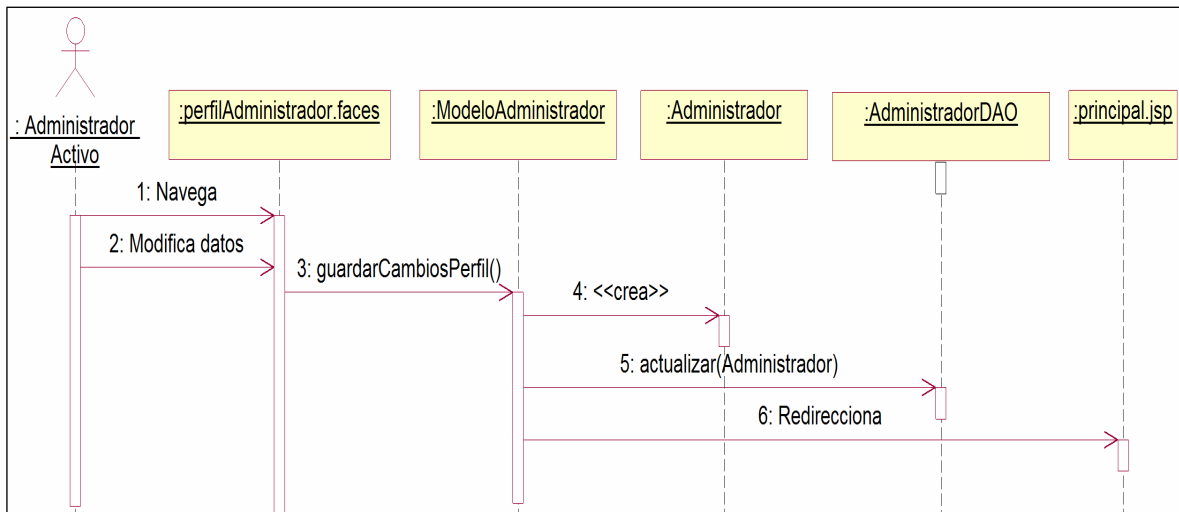 : Administrador
Activo
:perfilAdministrador.faces
:ModeloAdministrador
:Administrador
:AdministradorDAO
:principal.jsp
1: Navega
2: Modifica datos
3: guardarCambiosPerfil()
4: <<crea>>
5: actualizar(Administrador)
6: Redirecciona